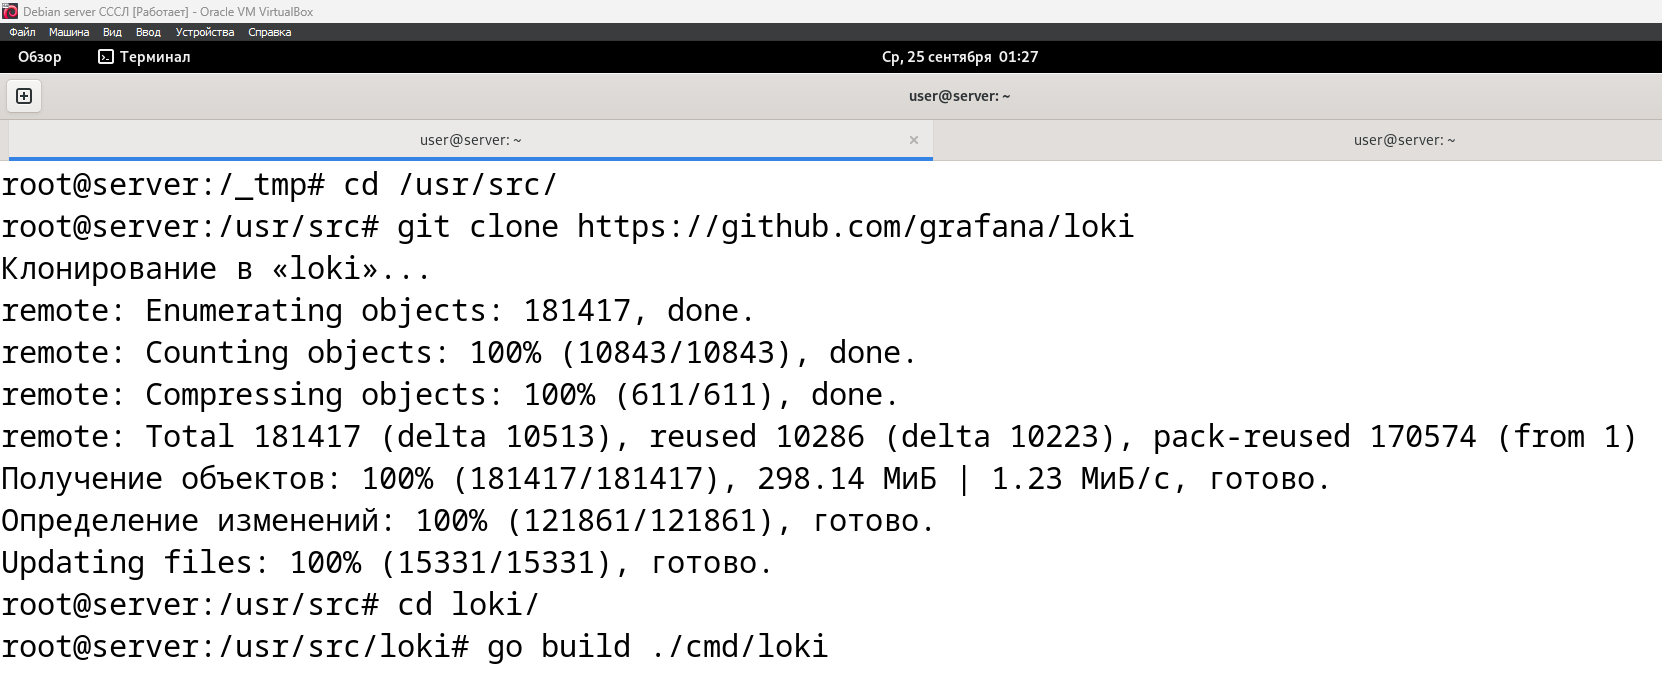 Debian server СССЛ [Работает] - Oracle VM VirtualBox
Файл Машина Вид Ввод Устройства Справка
Обзор Терминал Ср, 25 сентября 01:27
user@server: ~
user@server: ~ × user@server: ~
root@server:/_tmp# cd /usr/src/
root@server:/usr/src# git clone https://github.com/grafana/loki
Клонирование в «loki»...
remote: Enumerating objects: 181417, done.
remote: Counting objects: 100% (10843/10843), done.
remote: Compressing objects: 100% (611/611), done.
remote: Total 181417 (delta 10513), reused 10286 (delta 10223), pack-reused 170574 (from 1)
Получение объектов: 100% (181417/181417), 298.14 МиБ | 1.23 МиБ/с, готово.
Определение изменений: 100% (121861/121861), готово.
Updating files: 100% (15331/15331), готово.
root@server:/usr/src# cd loki/
root@server:/usr/src/loki# go build ./cmd/loki